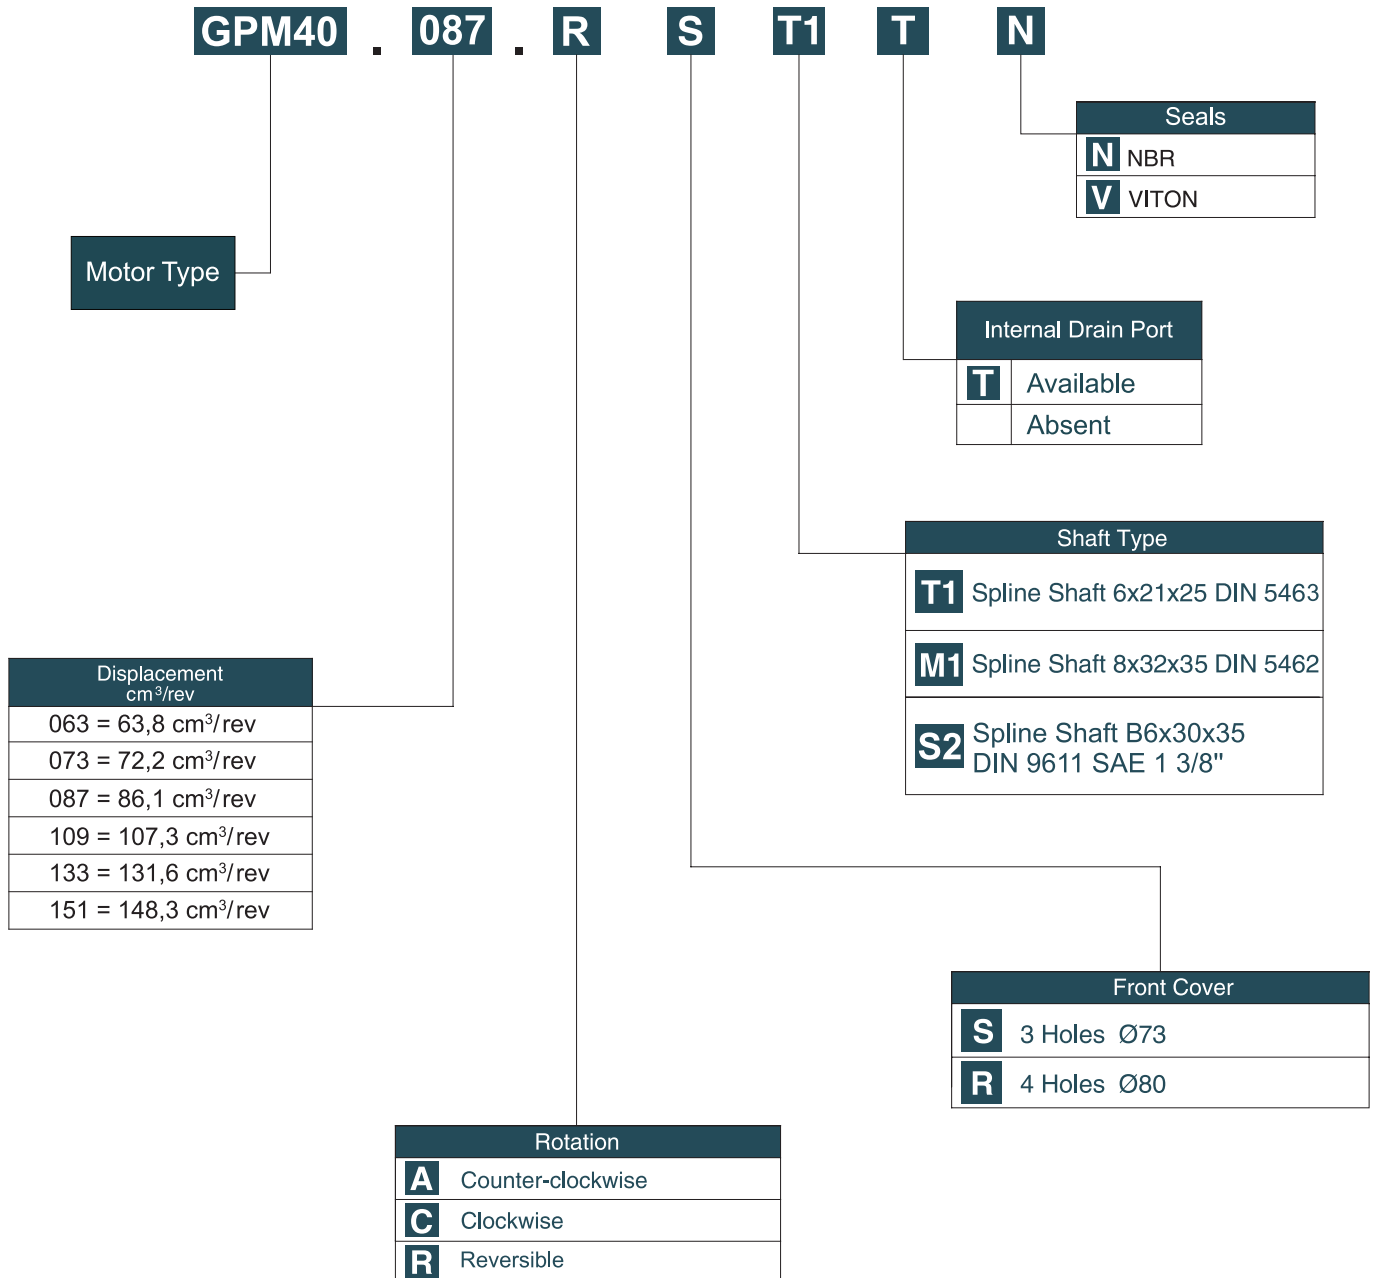 GPM40 . 087 . R S T1 T N
Seals
N NBR
V VITON
Motor Type
Internal Drain Port
T Available
Absent
Shaft Type
T1 Spline Shaft 6x21x25 DIN 5463
M1 Spline Shaft 8x32x35 DIN 5462
S2 Spline Shaft B6x30x35
DIN 9611 SAE 1 3/8"
Displacement
cm³/rev
063 = 63,8 cm³/rev
073 = 72,2 cm³/rev
087 = 86,1 cm³/rev
109 = 107,3 cm³/rev
133 = 131,6 cm³/rev
151 = 148,3 cm³/rev
Front Cover
S 3 Holes Ø73
R 4 Holes Ø80
Rotation
A Counter-clockwise
C Clockwise
R Reversible